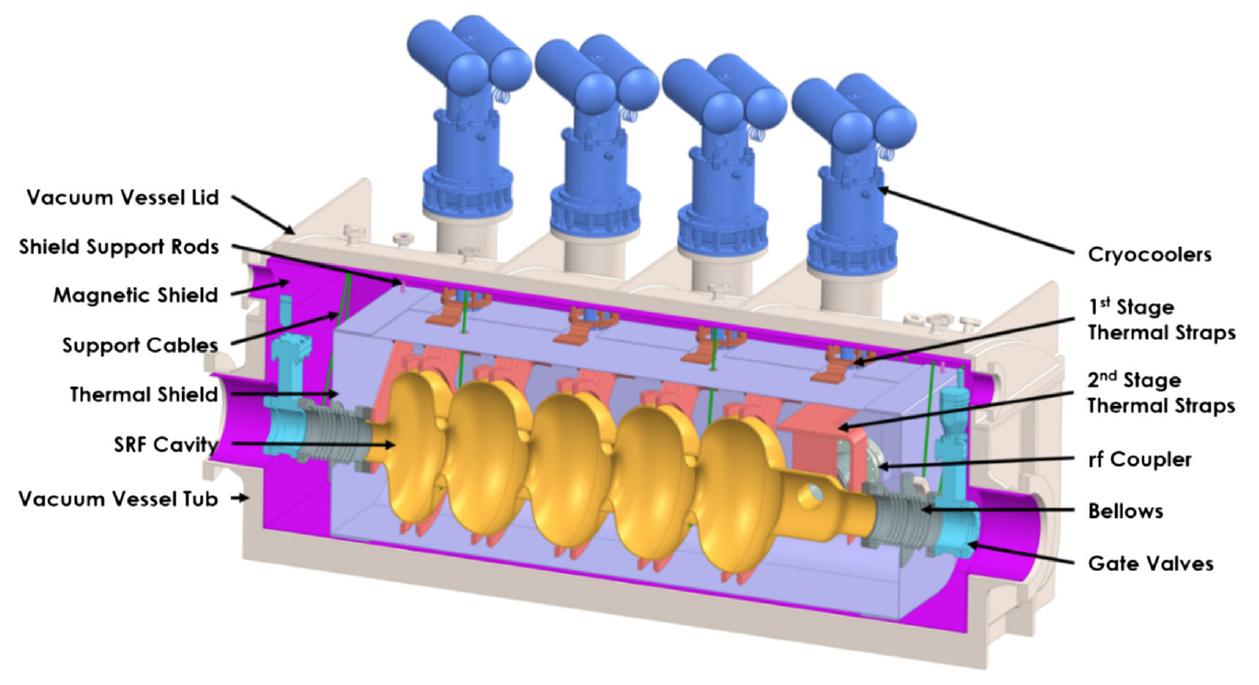 Vacuum Vessel Lid
Shield Support Rods
Magnetic Shield
Support Cables
Thermal Shield
SRF Cavity
Vacuum Vessel Tub
Cryocoolers
1st Stage
Thermal Straps
2nd Stage
Thermal Straps
rf Coupler
Bellows
Gate Valves